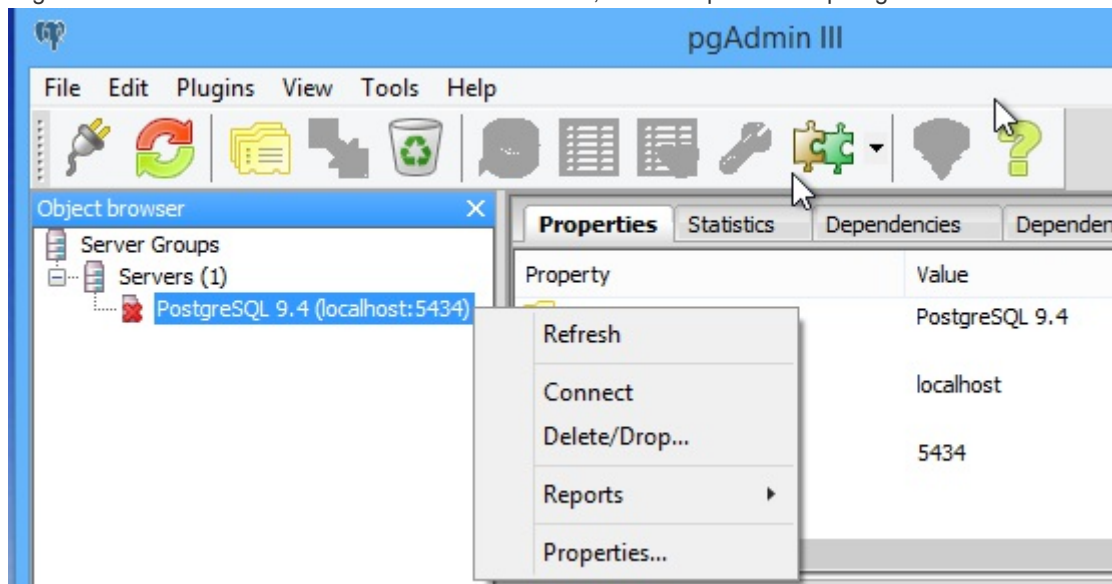 pgAdmin III
File Edit Plugins View Tools Help
Object browser
Server Groups
Servers (1)
PostgreSQL 9.4 (localhost:5434)
Properties Statistics Dependencies Dependen
Property Value
PostgreSQL 9.4
localhost
5434
Refresh
Connect
Delete/Drop...
Reports
Properties...